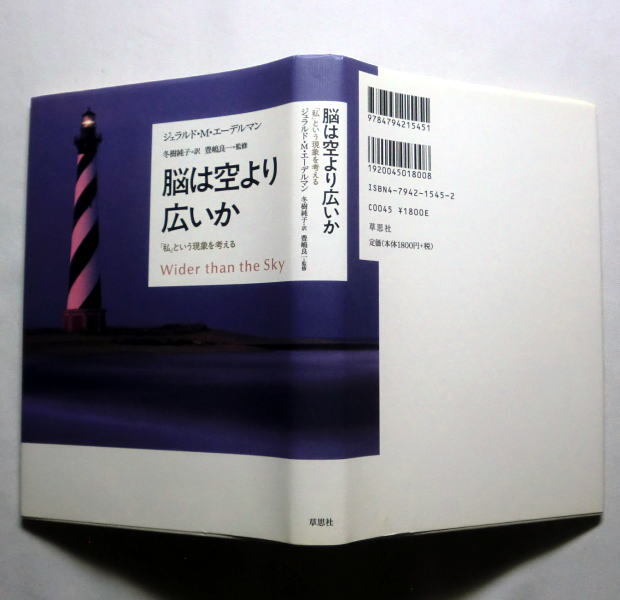 ジェラルド・M・エーデルマン
冬樹純子・訳 豊嶋良一・監修
脳は空より
広いか
「私」という現象を考える
Wider than the Sky
脳は空より広いか
「私」という現象を考える
ジェラルド・M・エーデルマン
冬樹純子・訳 豊嶋良一・監修
草思社
9784794215451
1920045018008
ISBN4-7942-1545-2
C0045 ¥1800E
草思社
定価(本体1800円+税)